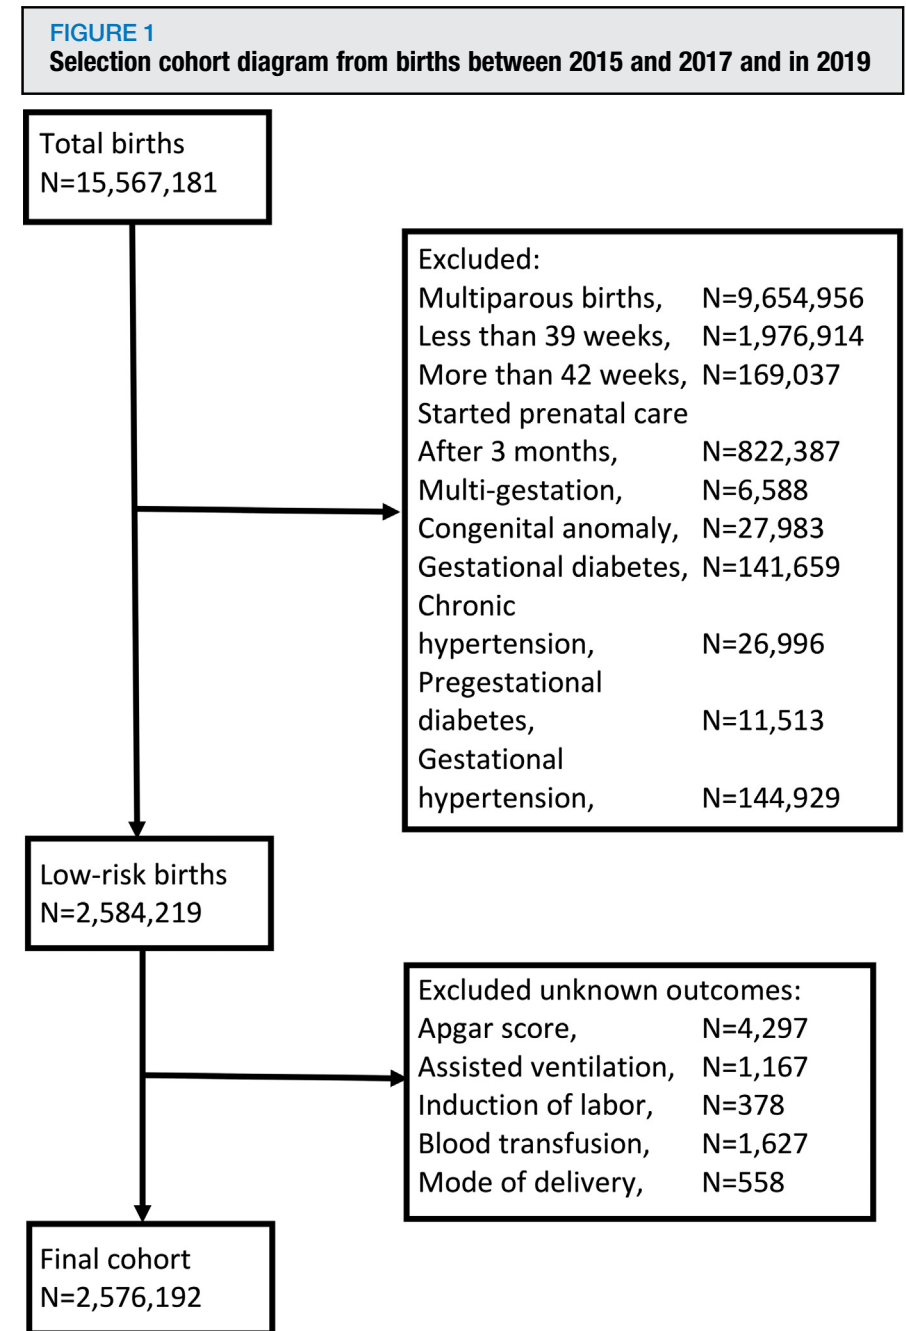 FIGURE 1
Selection cohort diagram from births between 2015 and 2017 and in 2019
Total births
N=15,567,181
Excluded:
Multiparous births, N=9,654,956
Less than 39 weeks, N=1,976,914
More than 42 weeks, N=169,037
Started prenatal care
After 3 months, N=822,387
Multi-gestation, N=6,588
Congenital anomaly, N=27,983
Gestational diabetes, N=141,659
Chronic
hypertension, N=26,996
Pregestational
diabetes, N=11,513
Gestational
hypertension, N=144,929
Low-risk births
N=2,584,219
Excluded unknown outcomes:
Apgar score, N=4,297
Assisted ventilation, N=1,167
Induction of labor, N=378
Blood transfusion, N=1,627
Mode of delivery, N=558
Final cohort
N=2,576,192